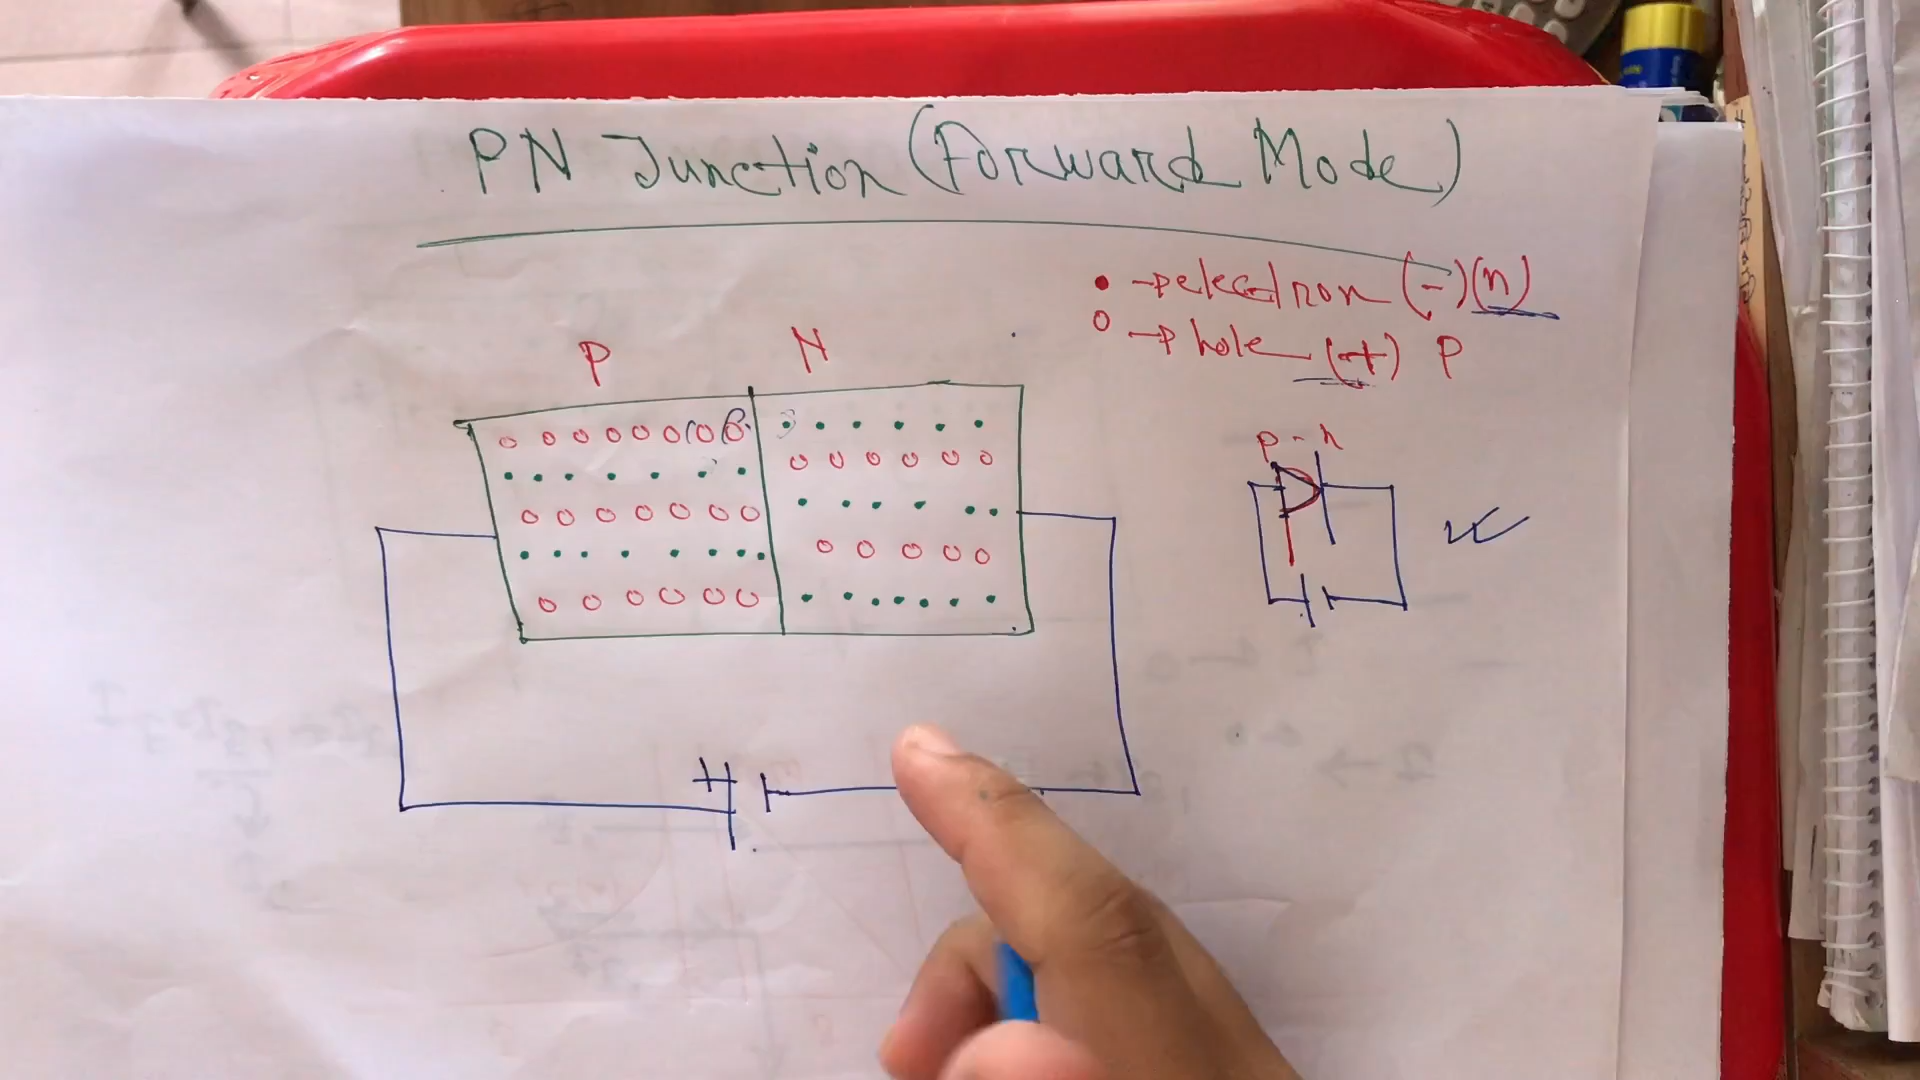 PN Junction (Forward Mode)
• → electron (-) (n)
o → hole (+) P
P N
p - n
+